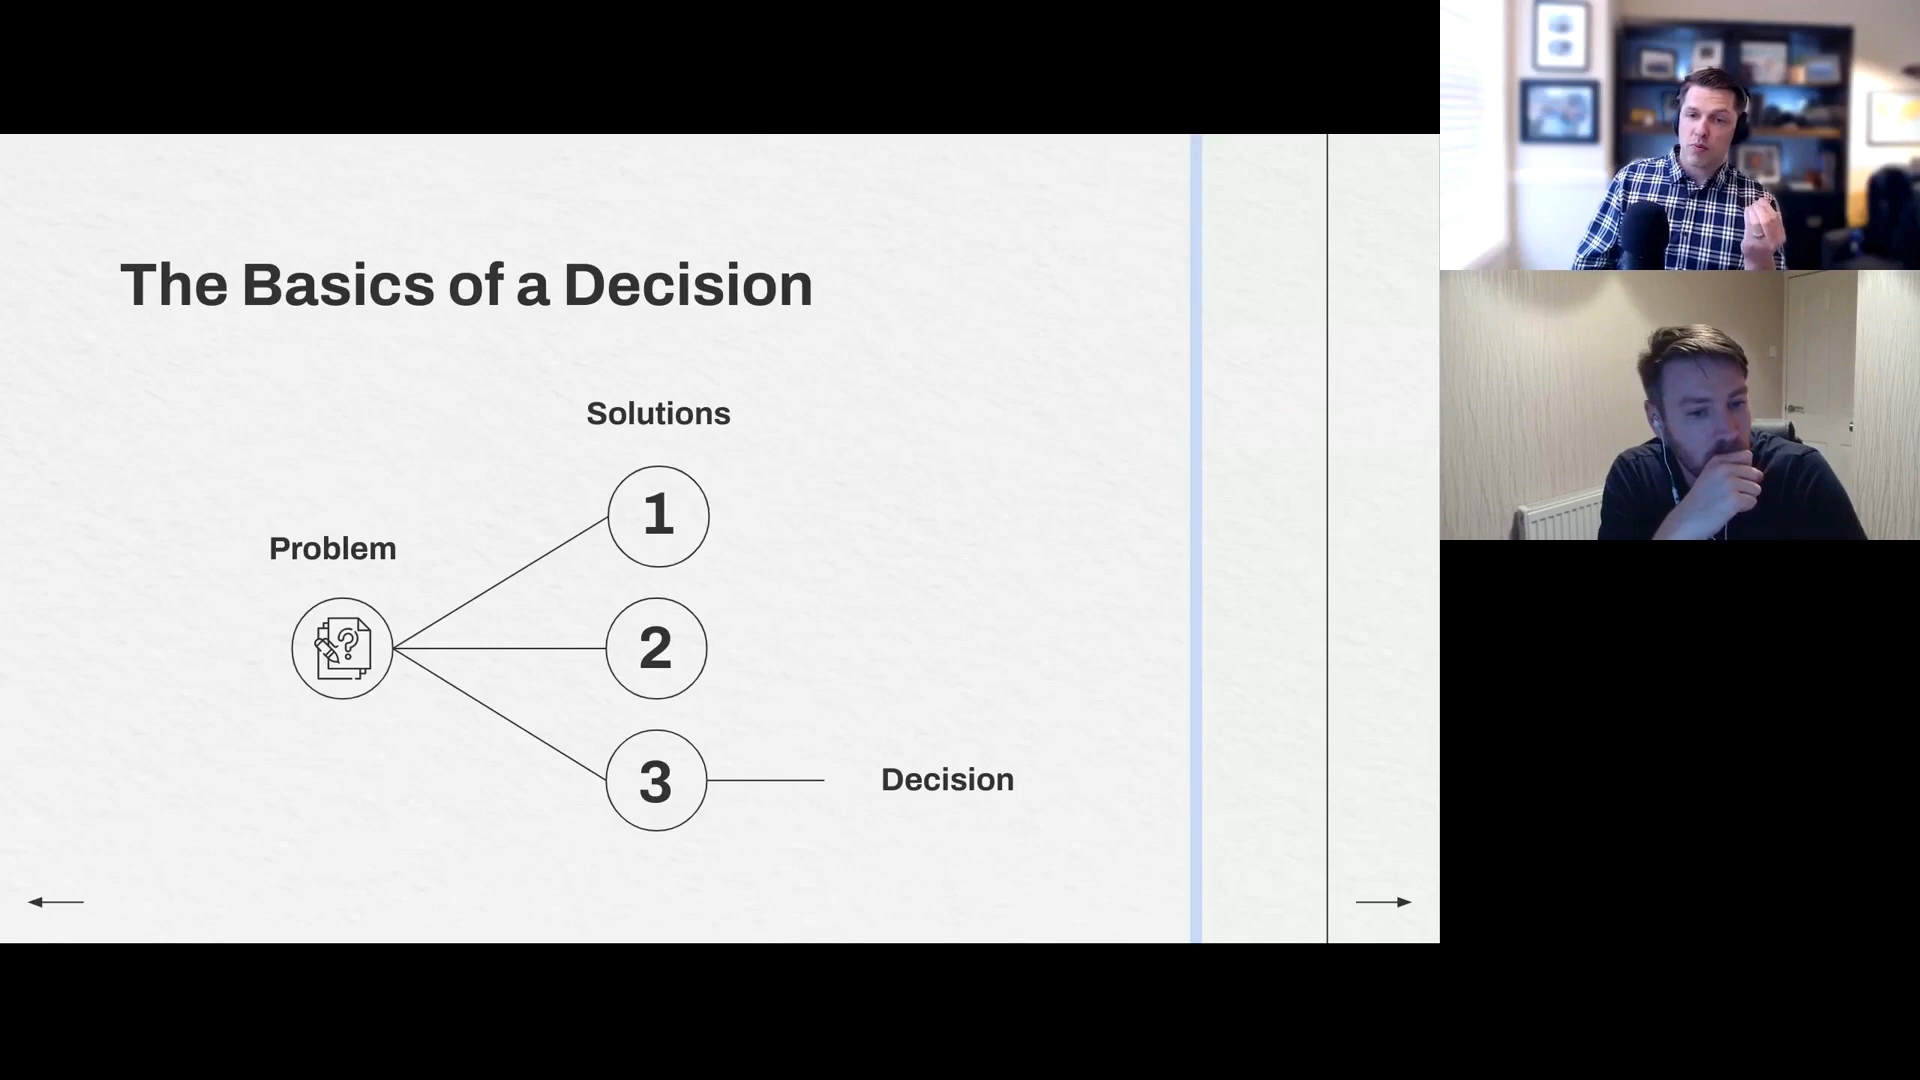 The Basics of a Decision
Solutions
1
Problem
?
2
3
Decision